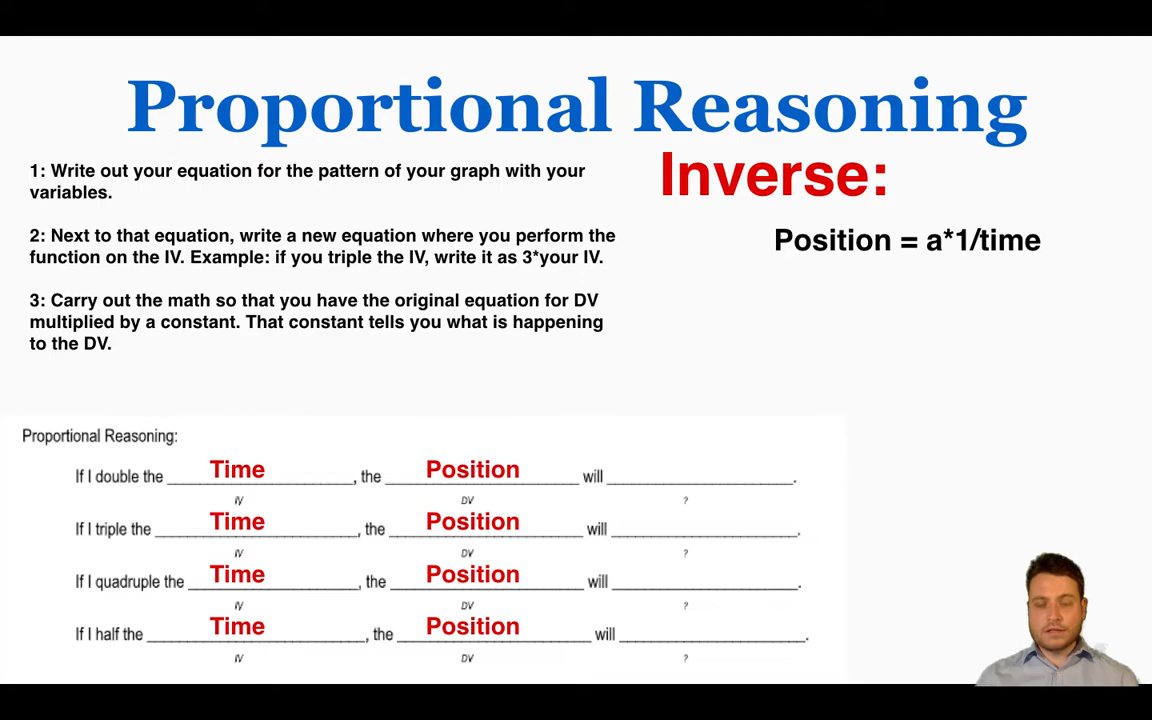 Proportional Reasoning
1: Write out your equation for the pattern of your graph with your
variables.
2: Next to that equation, write a new equation where you perform the
function on the IV. Example: if you triple the IV, write it as 3*your IV.
3: Carry out the math so that you have the original equation for DV
multiplied by a constant. That constant tells you what is happening
to the DV.
Inverse:
Position = a*1/time
Proportional Reasoning:
If I double the Time, the Position will ____________________.
IV DV ?
If I triple the Time, the Position will ____________________.
IV DV ?
If I quadruple the Time, the Position will ____________________.
IV DV ?
If I half the Time, the Position will ____________________.
IV DV ?